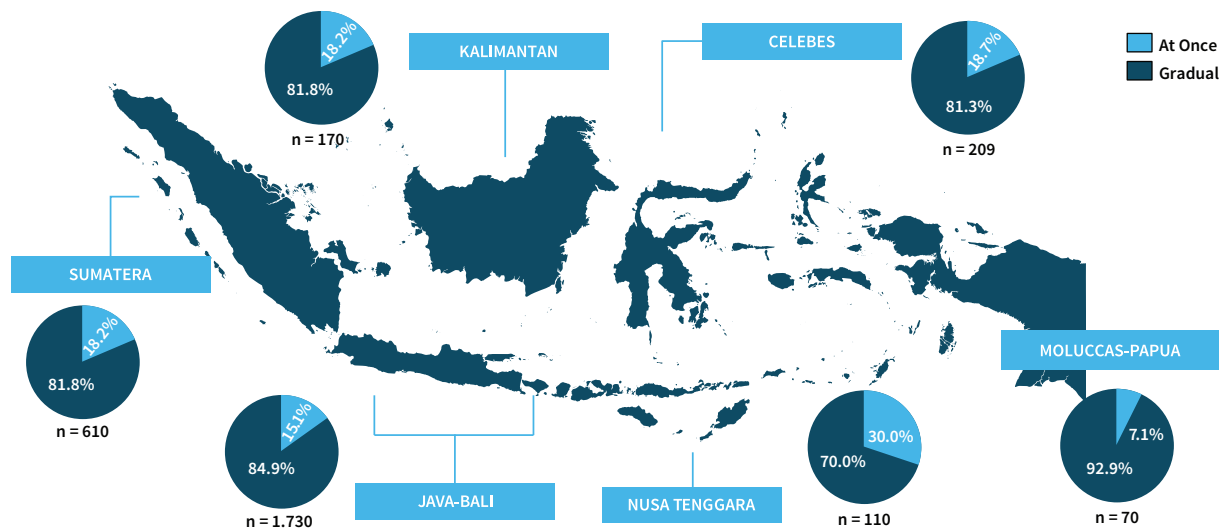 18.2%
81.8%
n = 170
KALIMANTAN
CELEBES
18.7%
81.3%
n = 209
At Once
Gradual
SUMATERA
18.2%
81.8%
n = 610
15.1%
84.9%
n = 1.730
JAVA-BALI
NUSA TENGGARA
30.0%
70.0%
n = 110
MOLUCCAS-PAPUA
7.1%
92.9%
n = 70